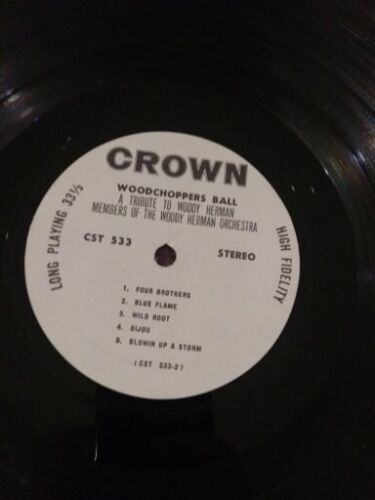 CROWN
WOODCHOPPERS BALL
A TRIBUTE TO WOODY HERMAN
MEMBERS OF THE WOODY HERMAN ORCHESTRA
CST 533
STEREO
LONG PLAYING 33⅓
HIGH FIDELITY
1. FOUR BROTHERS
2. BLUE FLAME
3. WILD ROOT
4. BIJOU
5. BLOWIN UP A STORM
(CST 533-2)